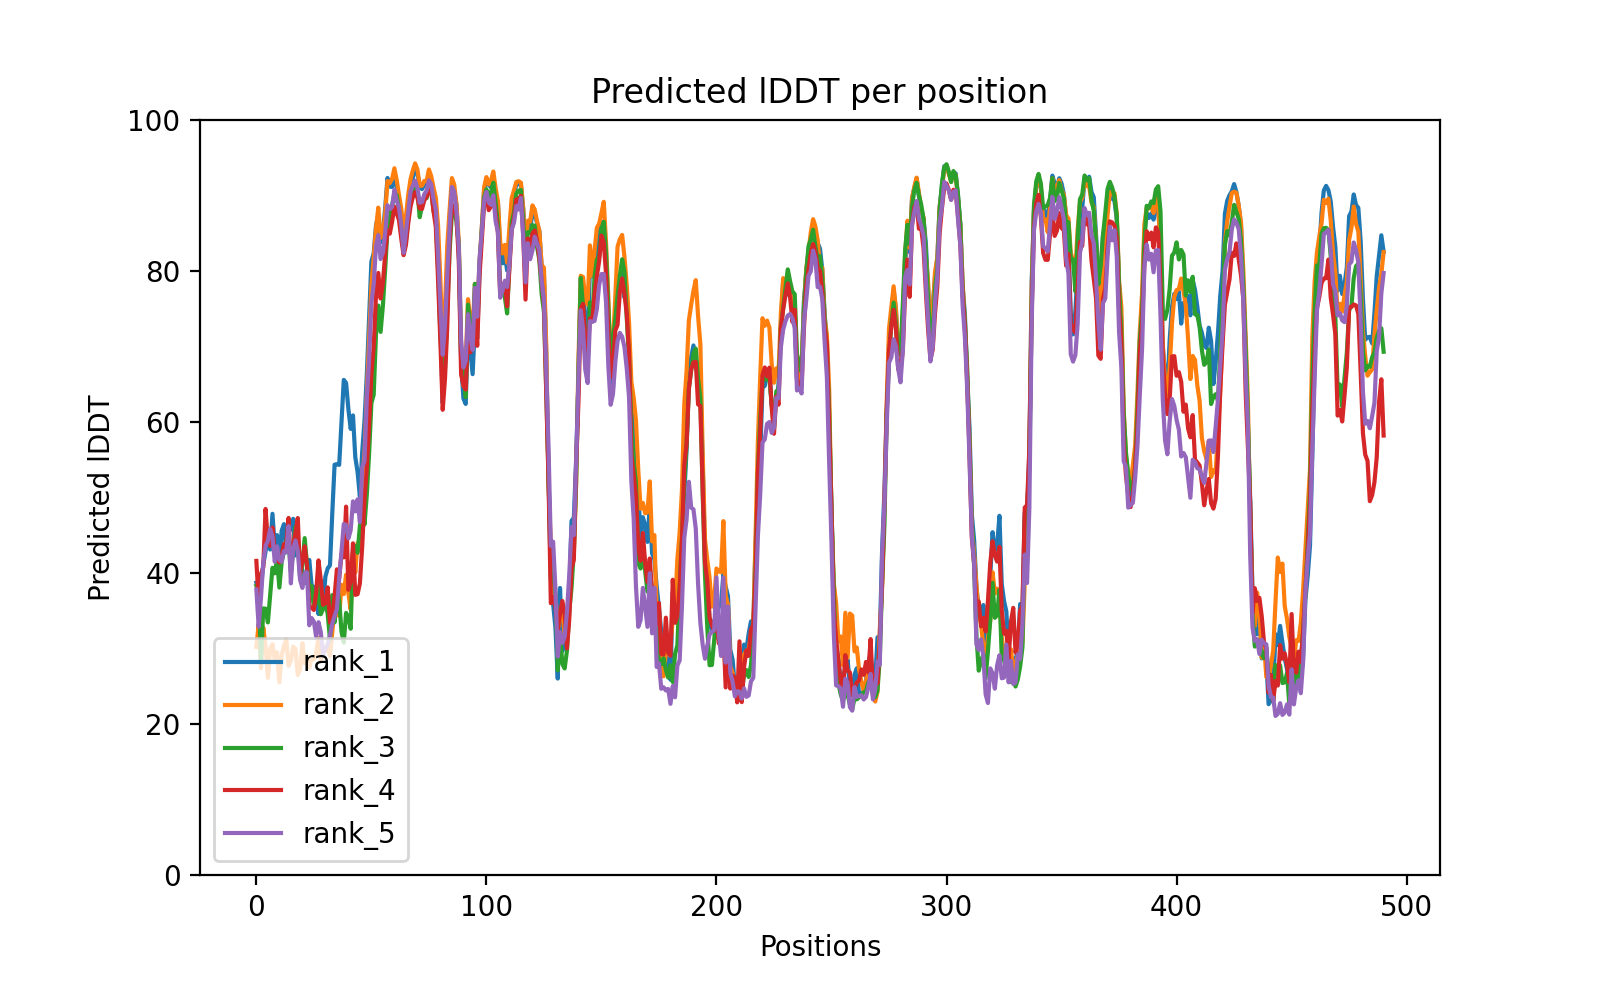 Predicted lDDT per position
100
80
60
40
20
0
Predicted lDDT
rank_1
rank_2
rank_3
rank_4
rank_5
0 100 200 300 400 500
Positions